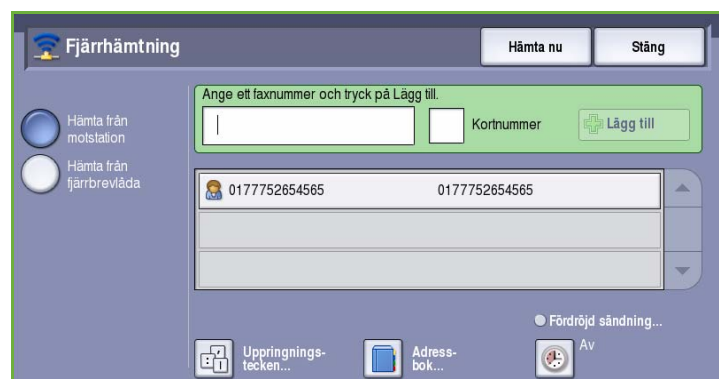 Fjärrhämtning
Hämta nu
Stäng
Hämta från
motstation
Hämta från
fjärrbrevlåda
Ange ett faxnummer och tryck på Lägg till.
Kortnummer
Lägg till
0177752654565 0177752654565
Fördröjd sändning...
Av
Uppringnings-
tecken...
Adress-
bok...